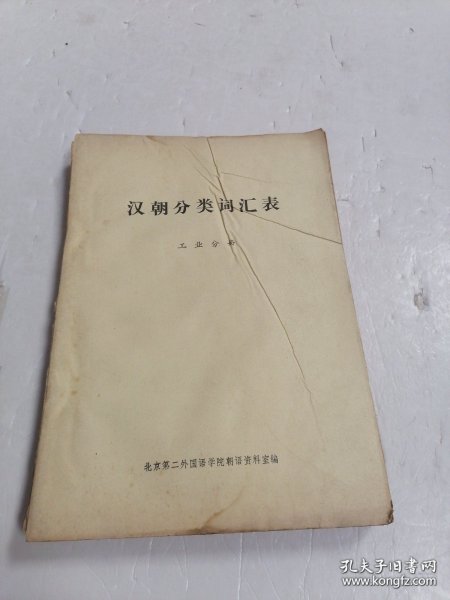 汉朝分类词汇表
工业分册
北京第二外国语学院朝语资料室编
孔夫子旧书网
www.kongfz.com